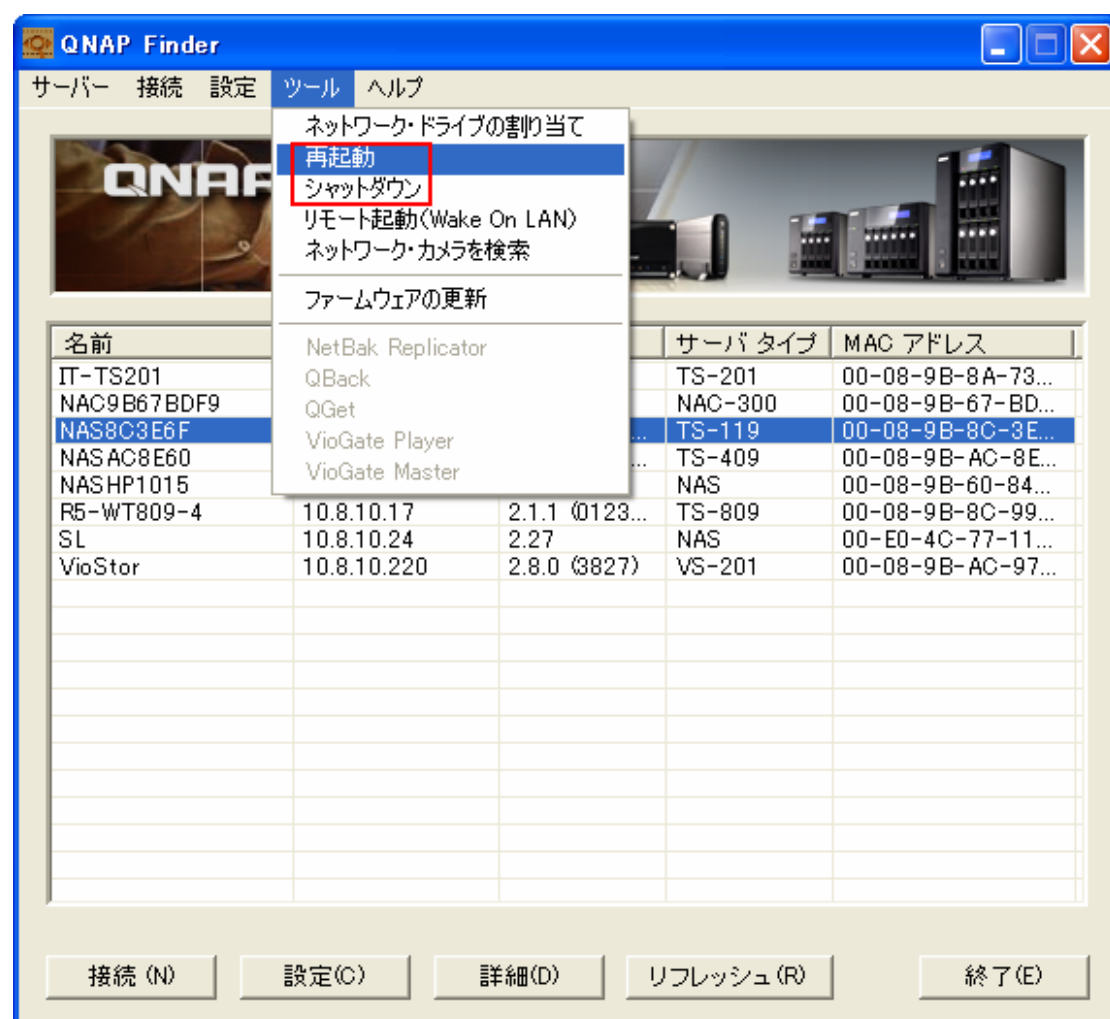 QNAP Finder
サーバー 接続 設定 ツール ヘルプ
ネットワーク・ドライブの割り当て
再起動
シャットダウン
リモート起動(Wake On LAN)
ネットワーク・カメラを検索
ファームウェアの更新
NetBak Replicator
QBack
QGet
VioGate Player
VioGate Master
QNAP
名前 サーバ タイプ MAC アドレス
IT-TS201 TS-201 00-08-9B-8A-73...
NAC9B67BDF9 NAC-300 00-08-9B-67-BD...
NAS8C3E6F ... TS-119 00-08-9B-8C-3E...
NASAC8E60 ... TS-409 00-08-9B-AC-8E...
NASHP1015 NAS 00-08-9B-60-84...
R5-WT809-4 10.8.10.17 2.1.1 (0123... TS-809 00-08-9B-8C-99...
SL 10.8.10.24 2.27 NAS 00-E0-4C-77-11...
VioStor 10.8.10.220 2.8.0 (3827) VS-201 00-08-9B-AC-97...
接続 (N) 設定(C) 詳細(D) リフレッシュ(R) 終了(E)